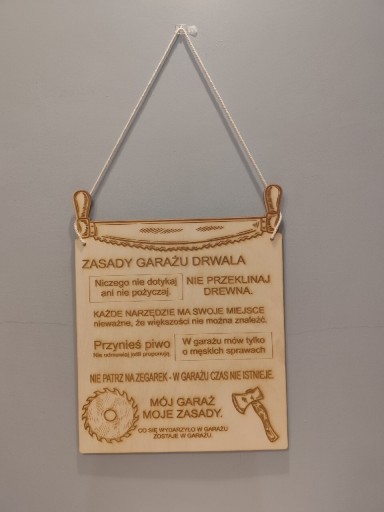 ZASADY GARAŻU DRWALA
Niczego nie dotykaj
ani nie pożyczaj.
NIE PRZEKLINAJ
DREWNA.
KAŻDE NARZĘDZIE MA SWOJE MIEJSCE
nieważne, że większości nie można znaleźć.
Przynieś piwo
Nie odmawiaj jeśli proponują
W garażu mów tylko
o męskich sprawach
NIE PATRZ NA ZEGAREK - W GARAŻU CZAS NIE ISTNIEJE.
MÓJ GARAŻ
MOJE ZASADY.
CO SIĘ WYDARZYŁO W GARAŻU
ZOSTAJE W GARAŻU.